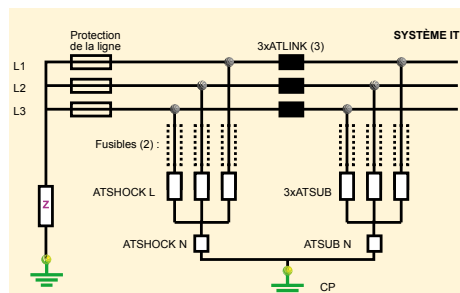 Protection
de la ligne
3xATLINK (3)
SYSTÈME IT
L1
L2
L3
Fusibles (2) :
ATSHOCK L
3xATSUB
Z
ATSHOCK N
ATSUB N
CP